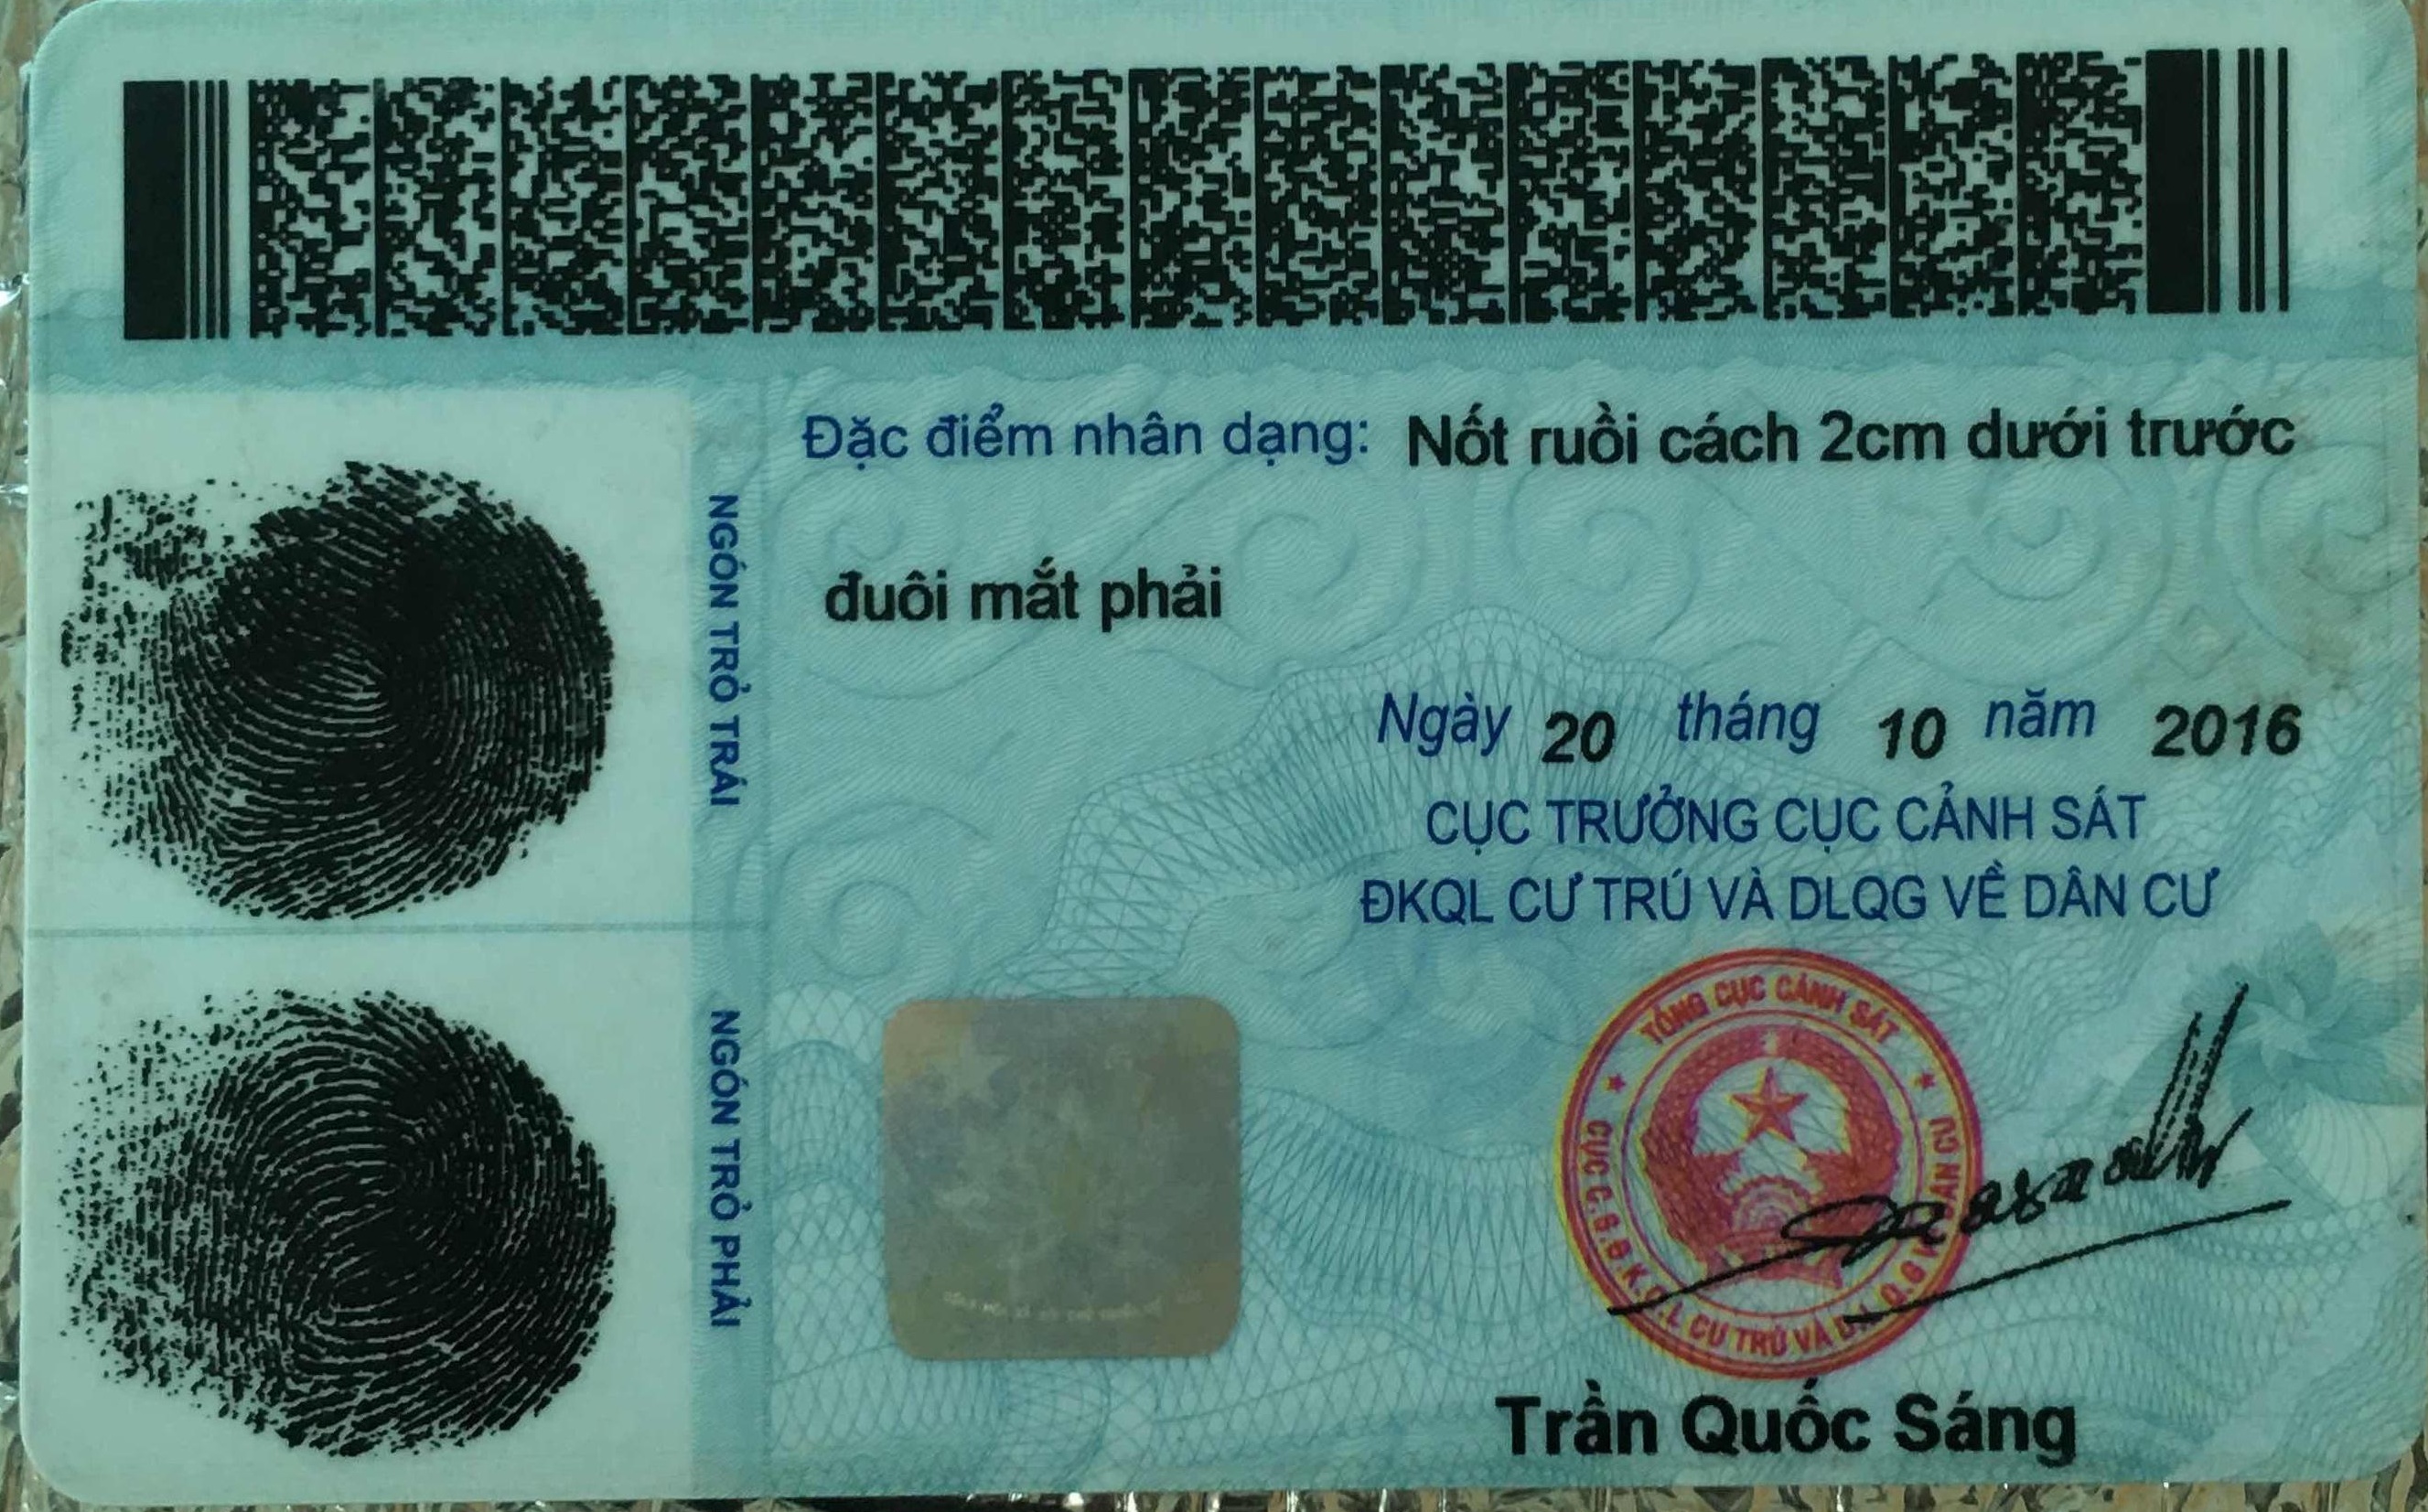 Đặc điểm nhân dạng: Nốt ruồi cách 2cm dưới trước
đuôi mắt phải
NGÓN TRỎ TRÁI
NGÓN TRỎ PHẢI
Ngày 20 tháng 10 năm 2016
CỤC TRƯỞNG CỤC CẢNH SÁT
ĐKQL CƯ TRÚ VÀ DLQG VỀ DÂN CƯ
TỔNG CỤC CẢNH SÁT
CỤC C.S.Đ.K.Q.L CƯ TRÚ VÀ
DÂN CƯ
Trần Quốc Sáng